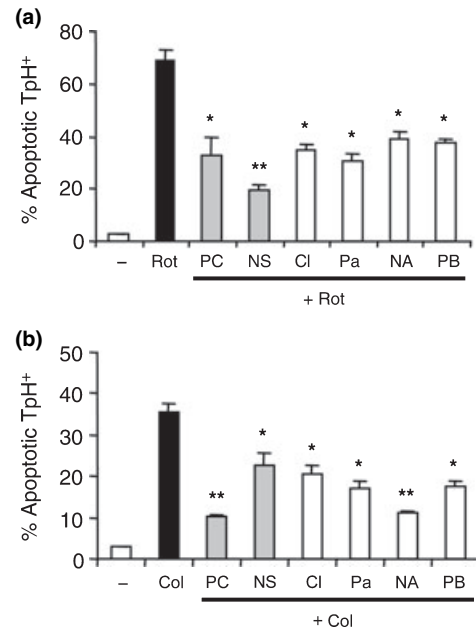 (a)
% Apoptotic TpH+
80
60
40
20
0
* ** * * * *
– Rot PC NS Cl Pa NA PB
+ Rot
(b)
% Apoptotic TpH+
50
40
30
20
10
0
** * * * ** *
– Col PC NS Cl Pa NA PB
+ Col